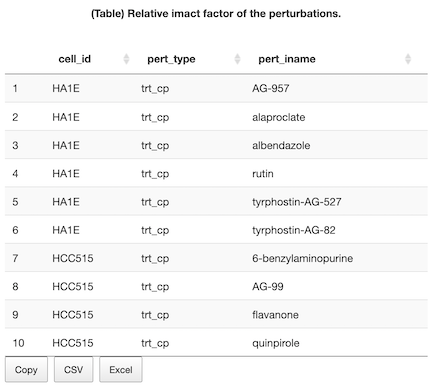 (Table) Relative imact factor of the perturbations.
cell_id pert_type pert_iname
1 HA1E trt_cp AG-957
2 HA1E trt_cp alaproclate
3 HA1E trt_cp albendazole
4 HA1E trt_cp rutin
5 HA1E trt_cp tyrphostin-AG-527
6 HA1E trt_cp tyrphostin-AG-82
7 HCC515 trt_cp 6-benzylaminopurine
8 HCC515 trt_cp AG-99
9 HCC515 trt_cp flavanone
10 HCC515 trt_cp quinpirole
Copy CSV Excel